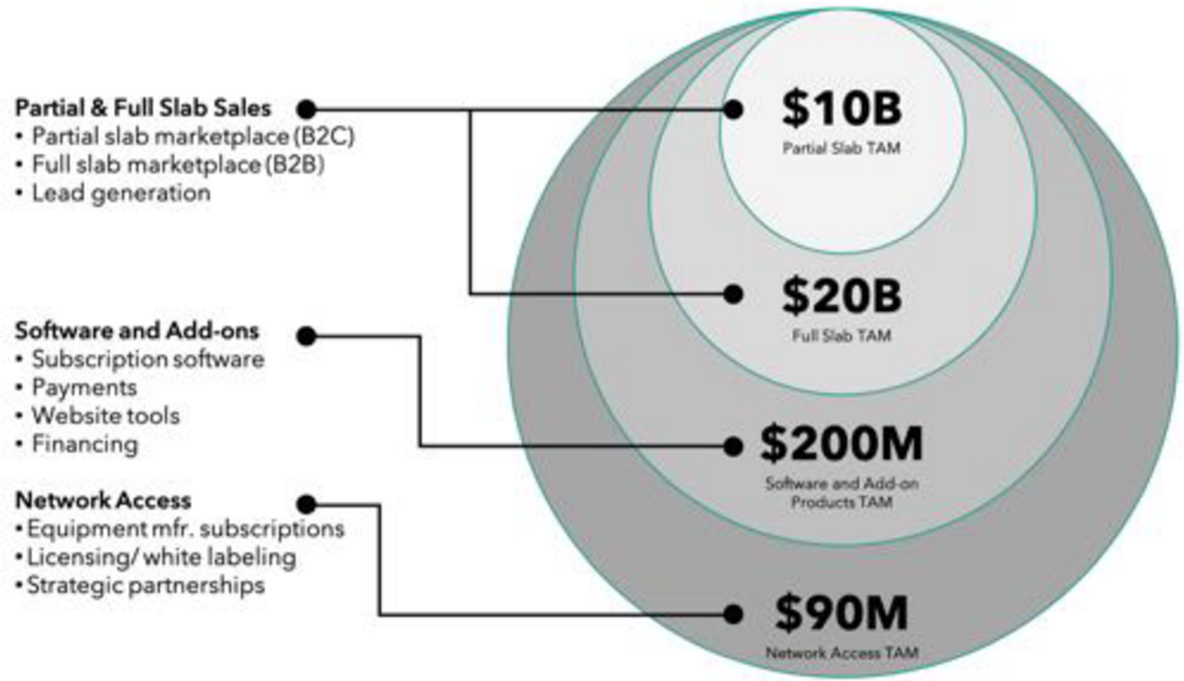 Partial & Full Slab Sales
• Partial slab marketplace (B2C)
• Full slab marketplace (B2B)
• Lead generation
Software and Add-ons
• Subscription software
• Payments
• Website tools
• Financing
Network Access
• Equipment mfr. subscriptions
• Licensing/ white labeling
• Strategic partnerships
$10B
Partial Slab TAM
$20B
Full Slab TAM
$200M
Software and Add-on
Products TAM
$90M
Network Access TAM